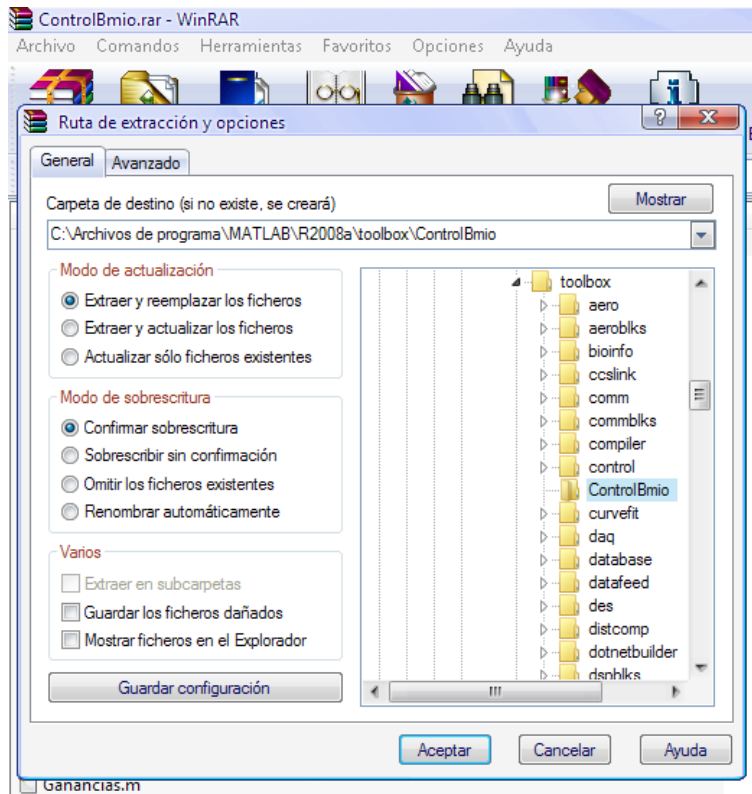 ControlBmio.rar - WinRAR
Archivo Comandos Herramientas Favoritos Opciones Ayuda
Ruta de extracción y opciones
General Avanzado
Carpeta de destino (si no existe, se creará)
Mostrar
C:\Archivos de programa\MATLAB\R2008a\toolbox\ControlBmio
Modo de actualización
Extraer y reemplazar los ficheros
Extraer y actualizar los ficheros
Actualizar sólo ficheros existentes
Modo de sobrescritura
Confirmar sobrescritura
Sobrescribir sin confirmación
Omitir los ficheros existentes
Renombrar automáticamente
Varios
Extraer en subcarpetas
Guardar los ficheros dañados
Mostrar ficheros en el Explorador
Guardar configuración
toolbox
aero
aeroblks
bioinfo
ccslink
comm
commblks
compiler
control
ControlBmio
curvefit
daq
database
datafeed
des
distcomp
dotnetbuilder
dspblks
Aceptar Cancelar Ayuda
Ganancias.m